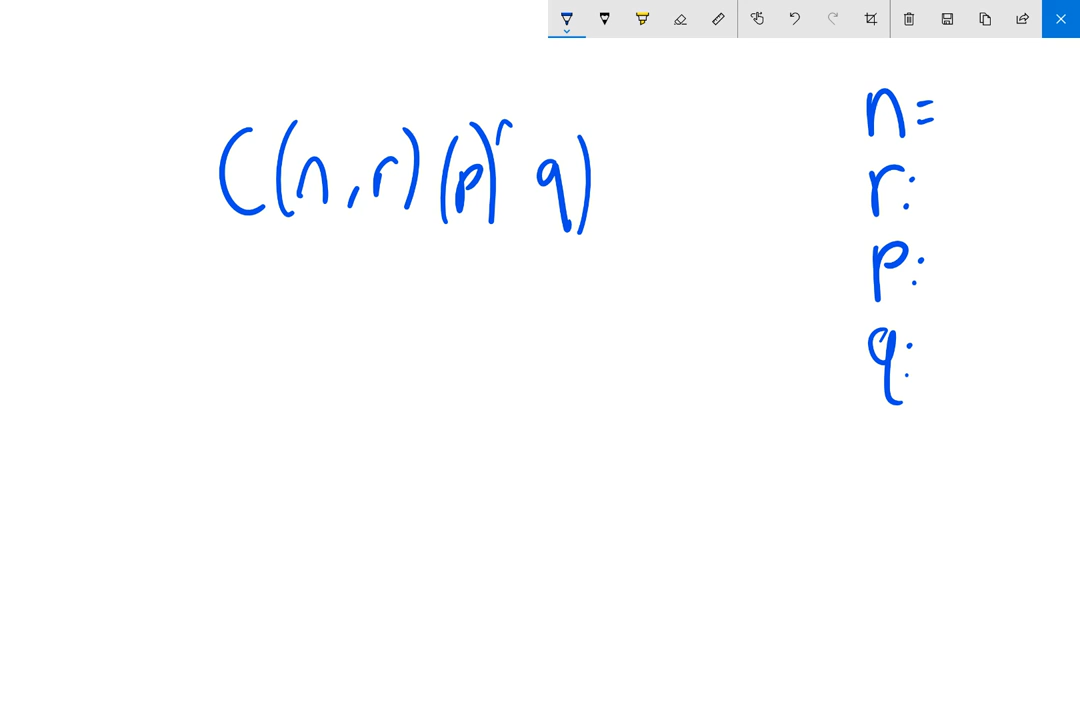 C(n,r)(p)^r q)
n=
r:
p:
q: